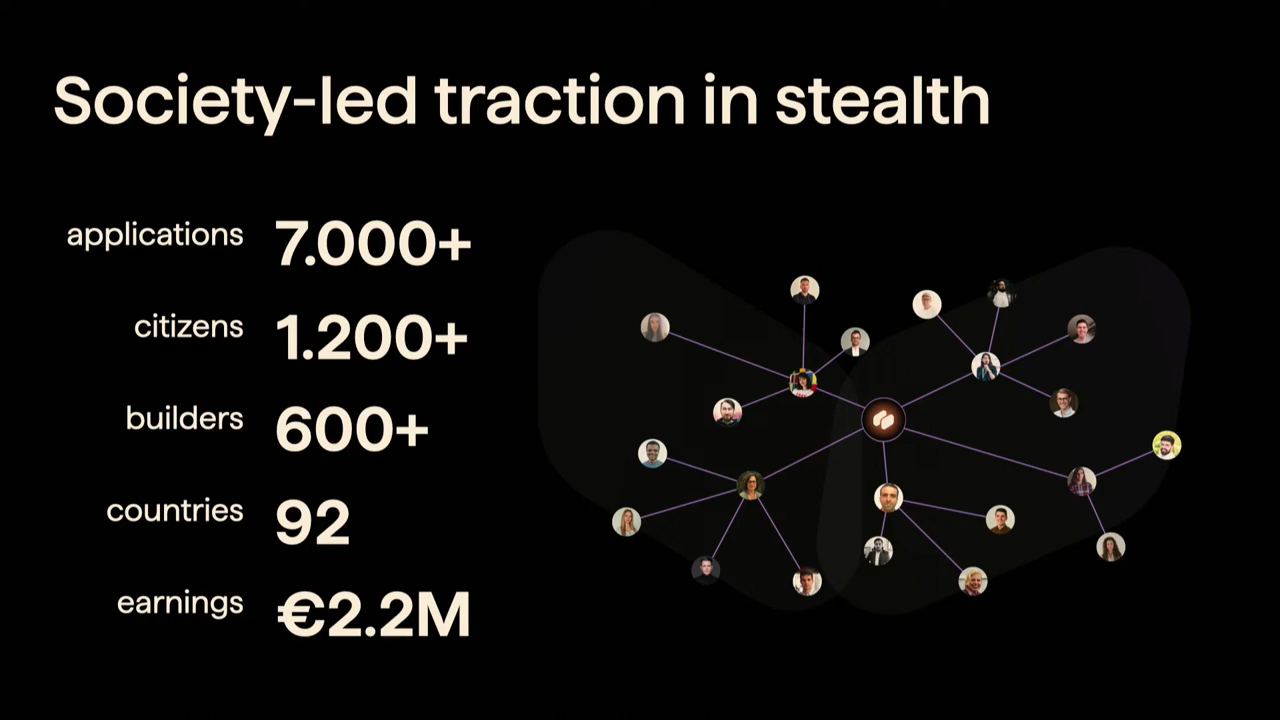 Society-led traction in stealth
applications 7.000+
citizens 1.200+
builders 600+
countries 92
earnings €2.2M